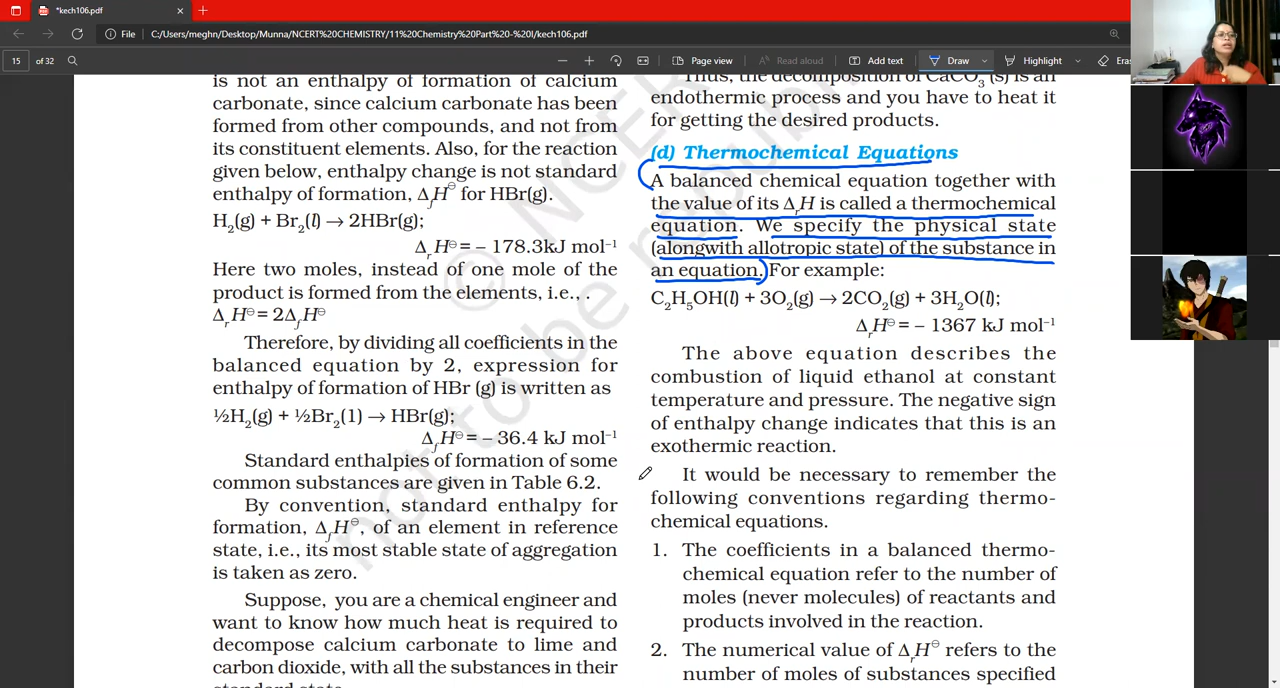 *kech106.pdf
File
C:/Users/meghn/Desktop/Munna/NCERT%20CHEMISTRY/11%20Chemistry%20Part%20-%20I/kech106.pdf
15 of 32
Page view
Read aloud
Add text
Draw
Highlight
Eras
is not an enthalpy of formation of calcium
carbonate, since calcium carbonate has been
formed from other compounds, and not from
its constituent elements. Also, for the reaction
given below, enthalpy change is not standard
enthalpy of formation, ΔfH⊖ for HBr(g).
H₂(g) + Br₂(l) → 2HBr(g);
ΔrH⊖ = – 178.3kJ mol⁻¹
Here two moles, instead of one mole of the
product is formed from the elements, i.e., .
ΔrH⊖ = 2ΔfH⊖
Therefore, by dividing all coefficients in the
balanced equation by 2, expression for
enthalpy of formation of HBr (g) is written as
½H₂(g) + ½Br₂(1) → HBr(g);
ΔfH⊖ = – 36.4 kJ mol⁻¹
Standard enthalpies of formation of some
common substances are given in Table 6.2.
By convention, standard enthalpy for
formation, ΔfH⊖, of an element in reference
state, i.e., its most stable state of aggregation
is taken as zero.
Suppose, you are a chemical engineer and
want to know how much heat is required to
decompose calcium carbonate to lime and
carbon dioxide, with all the substances in their
standard state.
Thus, the decomposition of CaCO₃ (s) is an
endothermic process and you have to heat it
for getting the desired products.
(d) Thermochemical Equations
A balanced chemical equation together with
the value of its ΔrH is called a thermochemical
equation. We specify the physical state
(alongwith allotropic state) of the substance in
an equation. For example:
C₂H₅OH(l) + 3O₂(g) → 2CO₂(g) + 3H₂O(l);
ΔrH⊖ = – 1367 kJ mol⁻¹
The above equation describes the
combustion of liquid ethanol at constant
temperature and pressure. The negative sign
of enthalpy change indicates that this is an
exothermic reaction.
It would be necessary to remember the
following conventions regarding thermo-
chemical equations.
1. The coefficients in a balanced thermo-
chemical equation refer to the number of
moles (never molecules) of reactants and
products involved in the reaction.
2. The numerical value of ΔrH⊖ refers to the
number of moles of substances specified
© NCER
not to be republ